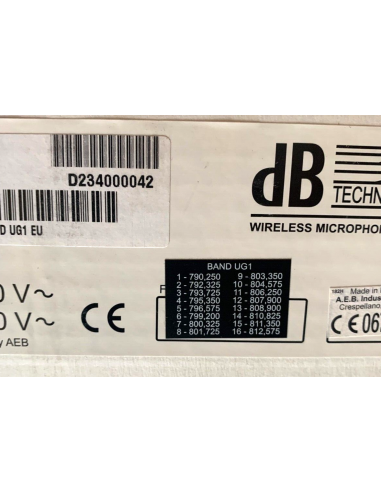 D234000042
D UG1 EU
dB
TECHN
WIRELESS MICROPHO
BAND UG1
1 - 790,250 9 - 803,350
2 - 792,325 10 - 804,575
3 - 793,725 11 - 806,250
4 - 795,350 12 - 807,900
5 - 796,575 13 - 808,900
6 - 799,200 14 - 810,825
7 - 800,325 15 - 811,350
8 - 801,725 16 - 812,575
0 V~
0 V~
y AEB
CE
F
Made in
A.E.B. Indus
Crespellano
CE06